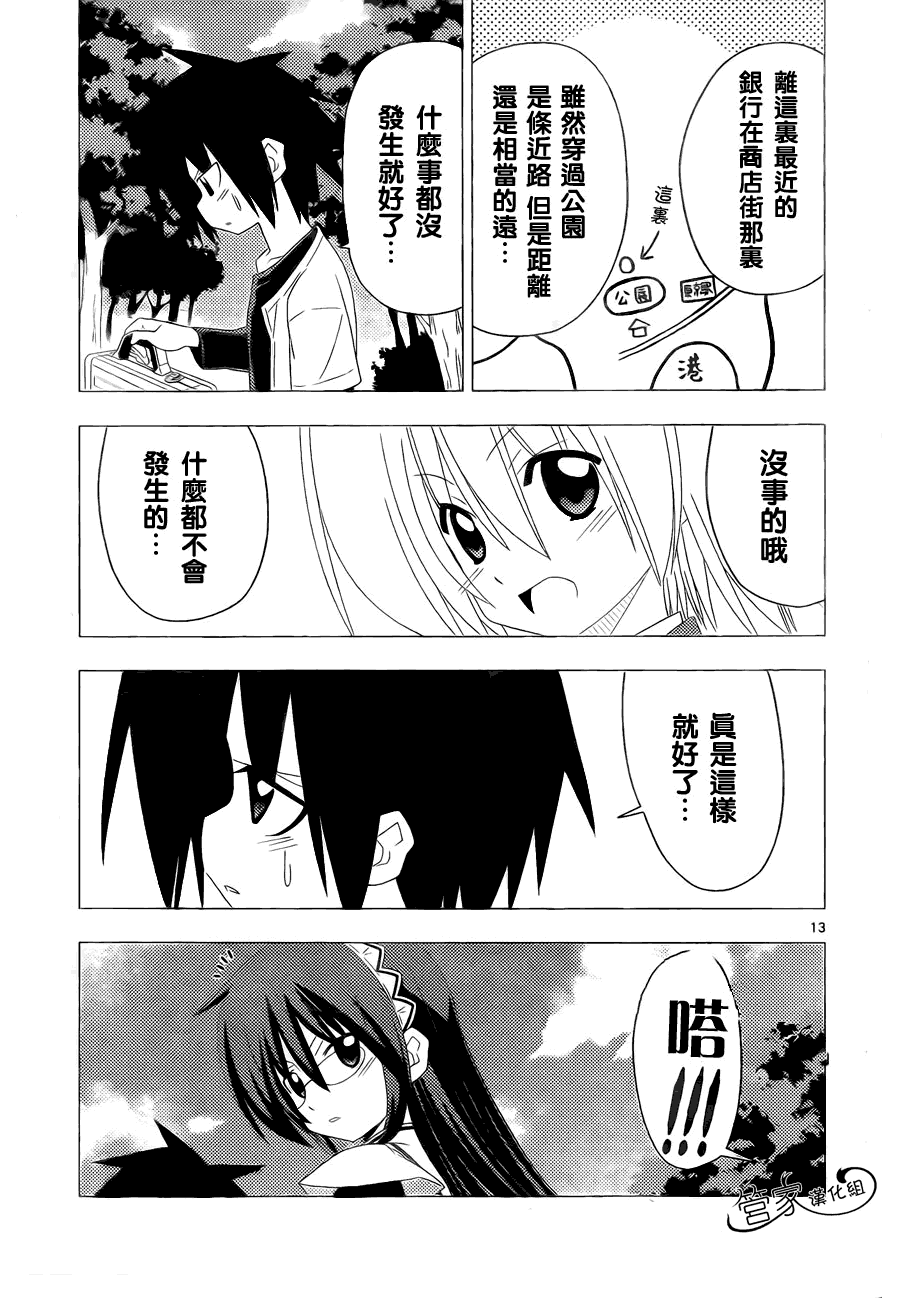 離這裏最近的
銀行在商店街那裏
雖然穿過公園
是條近路 但是距離
還是相當的遠…
這裏
公園
港
什麼事都沒
發生就好了…
沒事的哦
什麼都不會
發生的…
眞是這樣
就好了…
13
嗒!!!!
管家漢化組